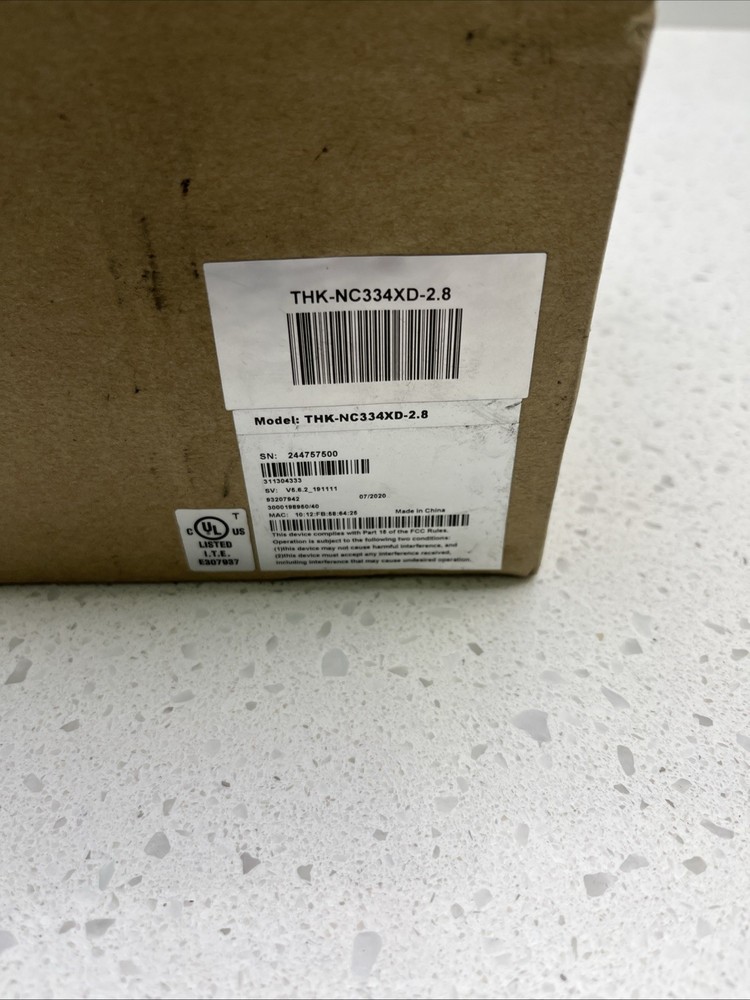 THK-NC334XD-2.8
Model: THK-NC334XD-2.8
SN: 244757500
311304333
SV: V5.6.2_191111
93207942 07/2020
3000198950/40
MAC: 10:12:FB:58:54:25 Made in China
This device complies with Part 15 of the FCC Rules.
Operation is subject to the following two conditions:
(1)this device may not cause harmful interference, and
(2)this device must accept any interference received,
including interference that may cause undesired operation.
T
C UL US
LISTED
I.T.E.
E307937